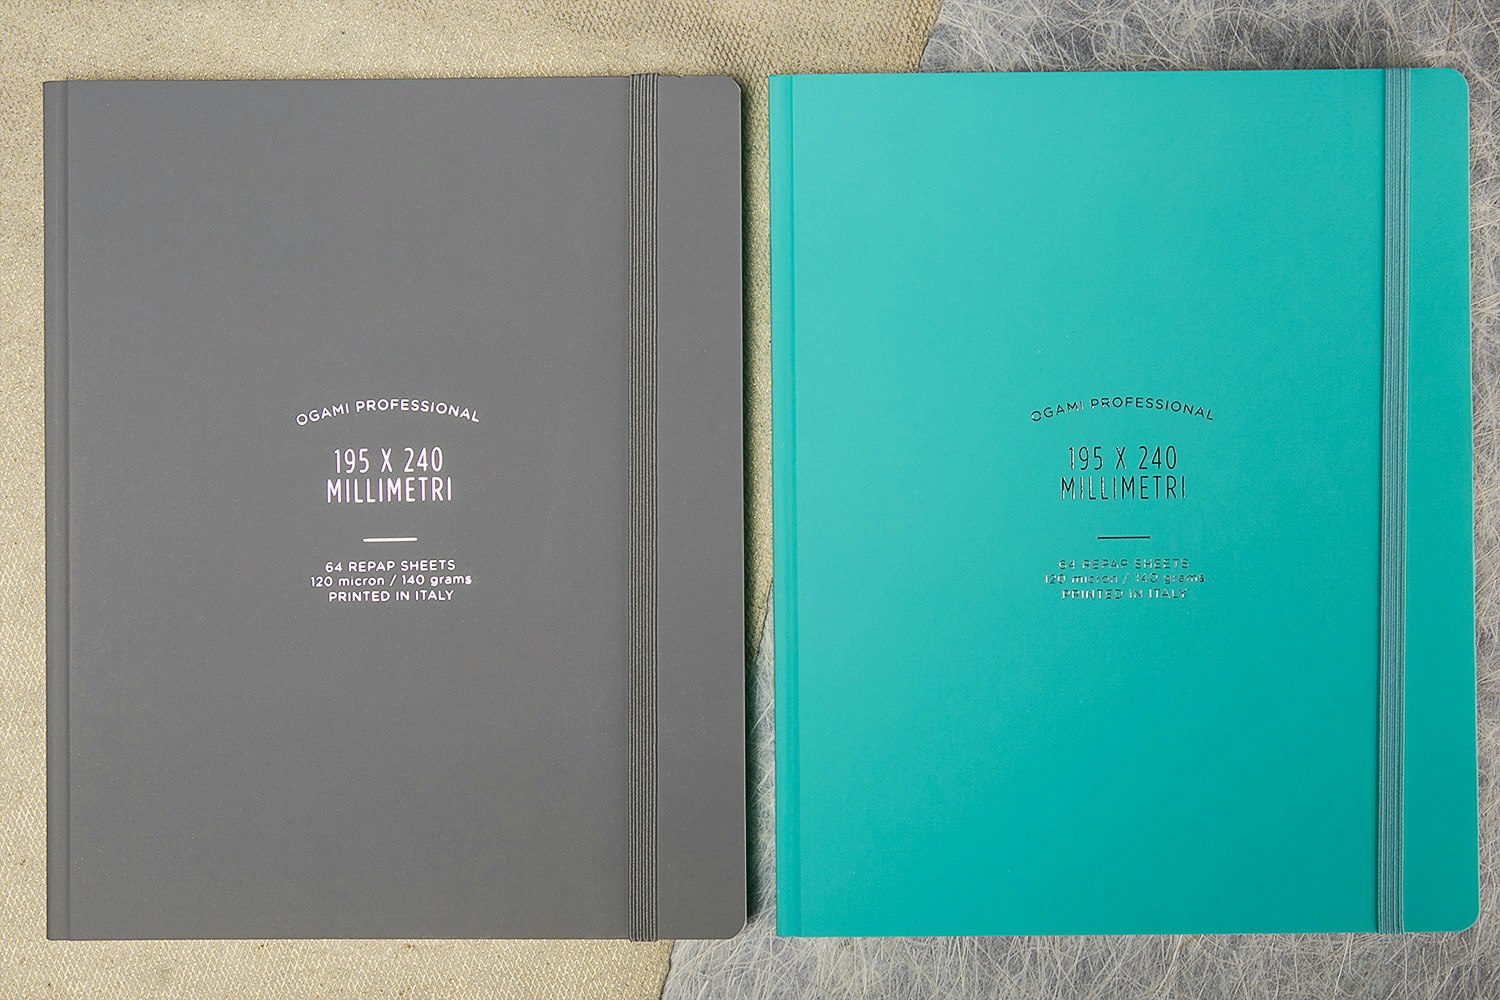 OGAMI PROFESSIONAL
195 X 240
MILLIMETRI
64 REPAP SHEETS
120 micron / 140 grams
PRINTED IN ITALY
OGAMI PROFESSIONAL
195 X 240
MILLIMETRI
64 REPAP SHEETS
120 micron / 140 grams
PRINTED IN ITALY